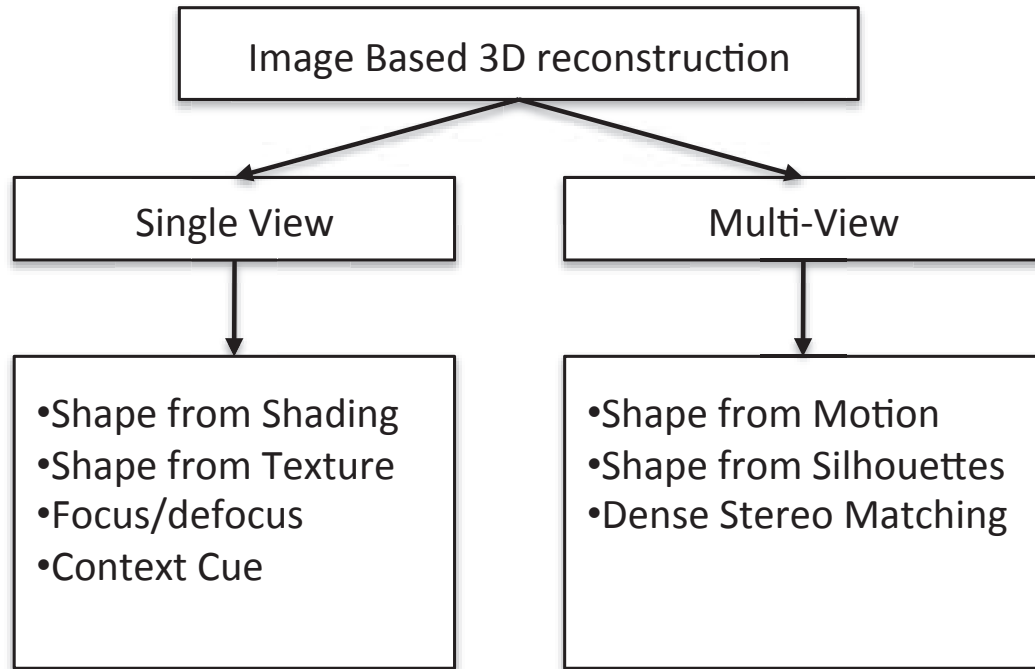 Image Based 3D reconstruction
Single View
Multi-View
•Shape from Shading
•Shape from Texture
•Focus/defocus
•Context Cue
•Shape from Motion
•Shape from Silhouettes
•Dense Stereo Matching